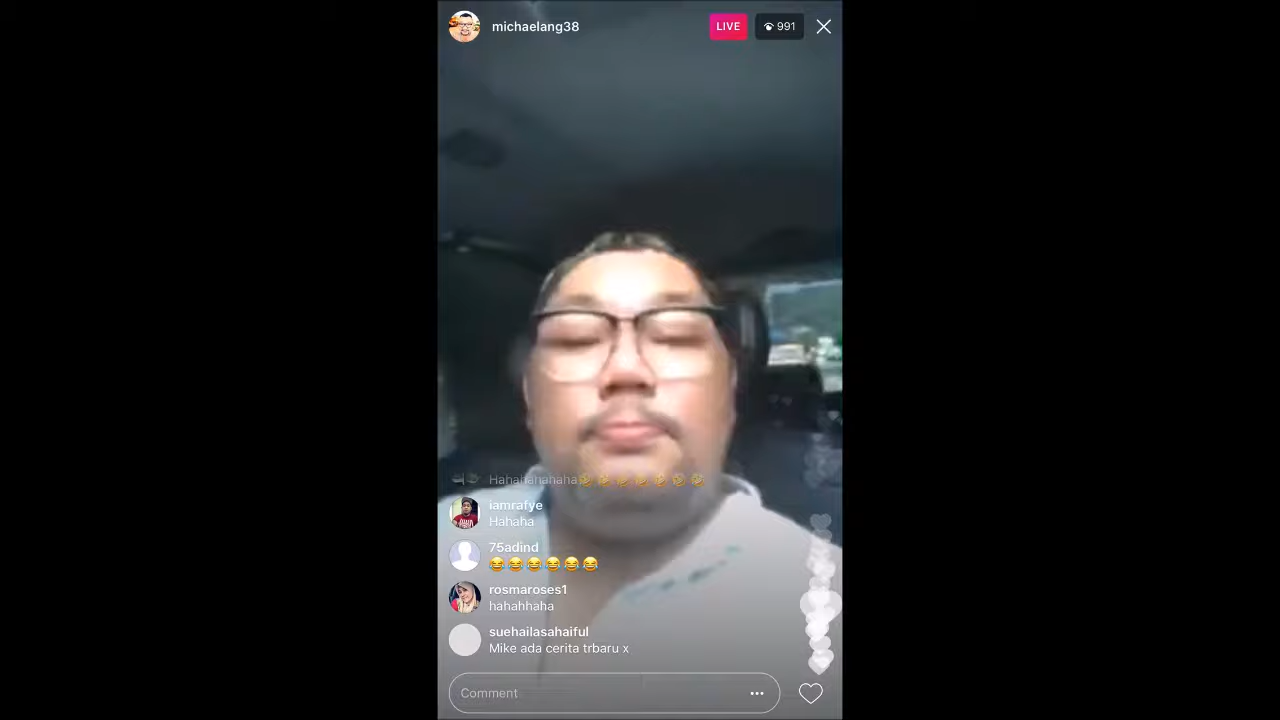 michaelang38
LIVE
991
Hahahahahaha🤣🤣🤣🤣🤣🤣🤣
iamrafye
Hahaha
75adind
😂😂😂😂😂😂
rosmaroses1
hahahhaha
suehailasahaiful
Mike ada cerita trbaru x
Comment